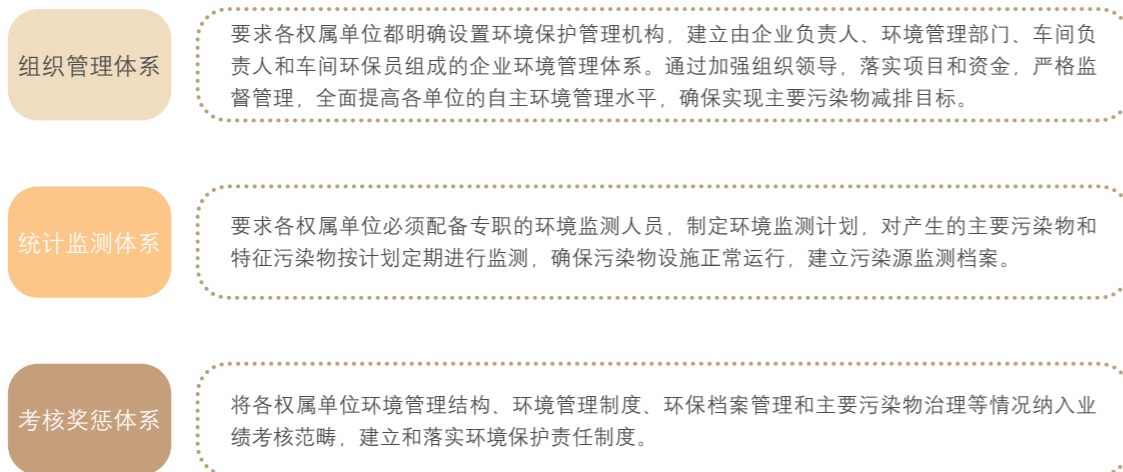 组织管理体系
要求各权属单位都明确设置环境保护管理机构，建立由企业负责人、环境管理部门、车间负
责人和车间环保员组成的企业环境管理体系。通过加强组织领导，落实项目和资金，严格监
督管理，全面提高各单位的自主环境管理水平，确保实现主要污染物减排目标。
统计监测体系
要求各权属单位必须配备专职的环境监测人员，制定环境监测计划，对产生的主要污染物和
特征污染物按计划定期进行监测，确保污染物设施正常运行，建立污染源监测档案。
考核奖惩体系
将各权属单位环境管理结构、环境管理制度、环保档案管理和主要污染物治理等情况纳入业
绩考核范畴，建立和落实环境保护责任制度。